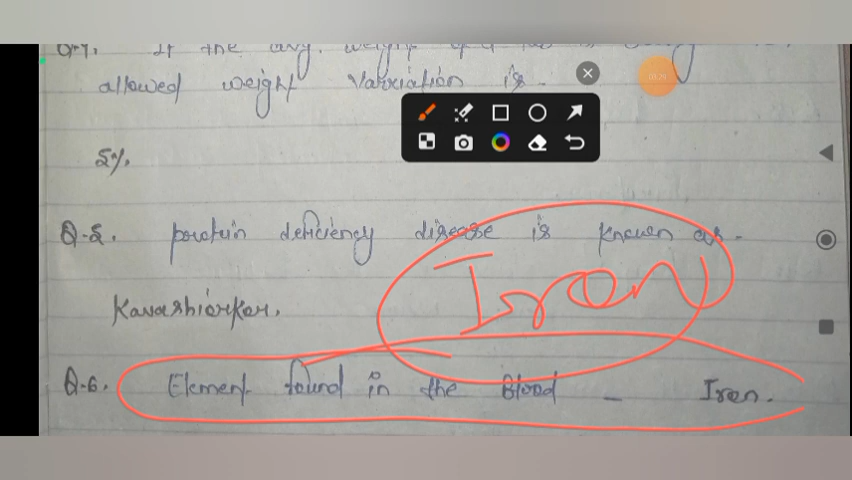 allowed weight variation is -
5%.
Q-5. protein deficiency disease is known as -
Kawashiorkor.
Iron
Q-6. Element found in the Blood - Iron.